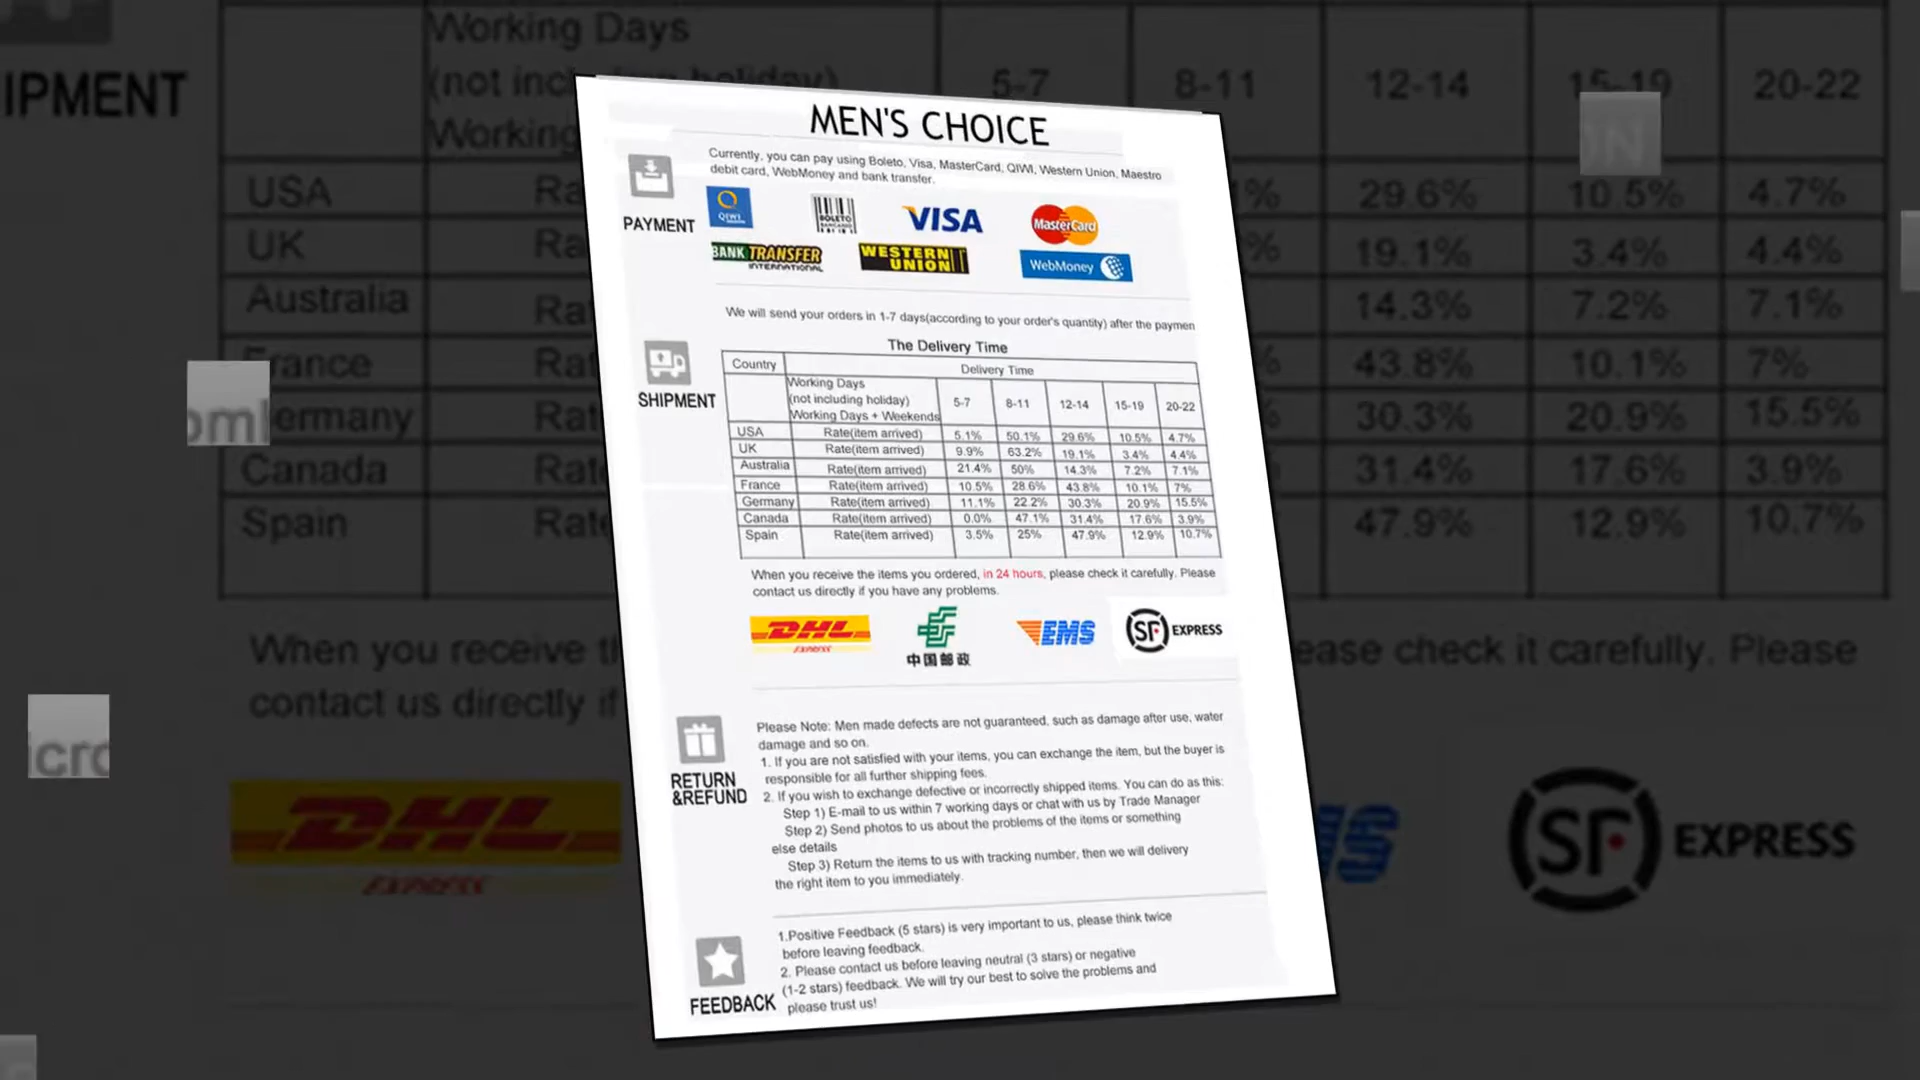 MEN'S CHOICE
Currently, you can pay using Boleto, Visa, MasterCard, QIWI, Western Union, Maestro
debit card, WebMoney and bank transfer.
PAYMENT
QIWI
BOLETO
VISA
MasterCard
BANK TRANSFER
INTERNATIONAL
WESTERN
UNION
WebMoney
We will send your orders in 1-7 days(according to your order's quantity) after the paymen
SHIPMENT
The Delivery Time
Country Delivery Time
Working Days
(not including holiday)
Working Days + Weekends
5-7 8-11 12-14 15-19 20-22
USA Rate(item arrived) 5.1% 50.1% 29.6% 10.5% 4.7%
UK Rate(item arrived) 9.9% 63.2% 19.1% 3.4% 4.4%
Australia Rate(item arrived) 21.4% 50% 14.3% 7.2% 7.1%
France Rate(item arrived) 10.5% 28.6% 43.8% 10.1% 7%
Germany Rate(item arrived) 11.1% 22.2% 30.3% 20.9% 15.5%
Canada Rate(item arrived) 0.0% 47.1% 31.4% 17.6% 3.9%
Spain Rate(item arrived) 3.5% 25% 47.9% 12.9% 10.7%
When you receive the items you ordered, in 24 hours, please check it carefully. Please
contact us directly if you have any problems.
DHL
EXPRESS
中国邮政
EMS
SF EXPRESS
RETURN
&REFUND
Please Note: Men made defects are not guaranteed, such as damage after use, water
damage and so on.
1. If you are not satisfied with your items, you can exchange the item, but the buyer is
responsible for all further shipping fees.
2. If you wish to exchange defective or incorrectly shipped items. You can do as this:
Step 1) E-mail to us within 7 working days or chat with us by Trade Manager
Step 2) Send photos to us about the problems of the items or something
else details
Step 3) Return the items to us with tracking number, then we will delivery
the right item to you immediately.
FEEDBACK
1.Positive Feedback (5 stars) is very important to us, please think twice
before leaving feedback.
2. Please contact us before leaving neutral (3 stars) or negative
(1-2 stars) feedback. We will try our best to solve the problems and
please trust us!
IPMENT
Working Days
(not
Working
5-7 8-11 12-14 15-19 20-22
USA 29.6% 10.5% 4.7%
UK 19.1% 3.4% 4.4%
Australia 14.3% 7.2% 7.1%
rance 43.8% 10.1% 7%
ermany 30.3% 20.9% 15.5%
Canada 31.4% 17.6% 3.9%
Spain 47.9% 12.9% 10.7%
When you receive ease check it carefully. Please
contact us directly if
DHL
EXPRESS
SF EXPRESS